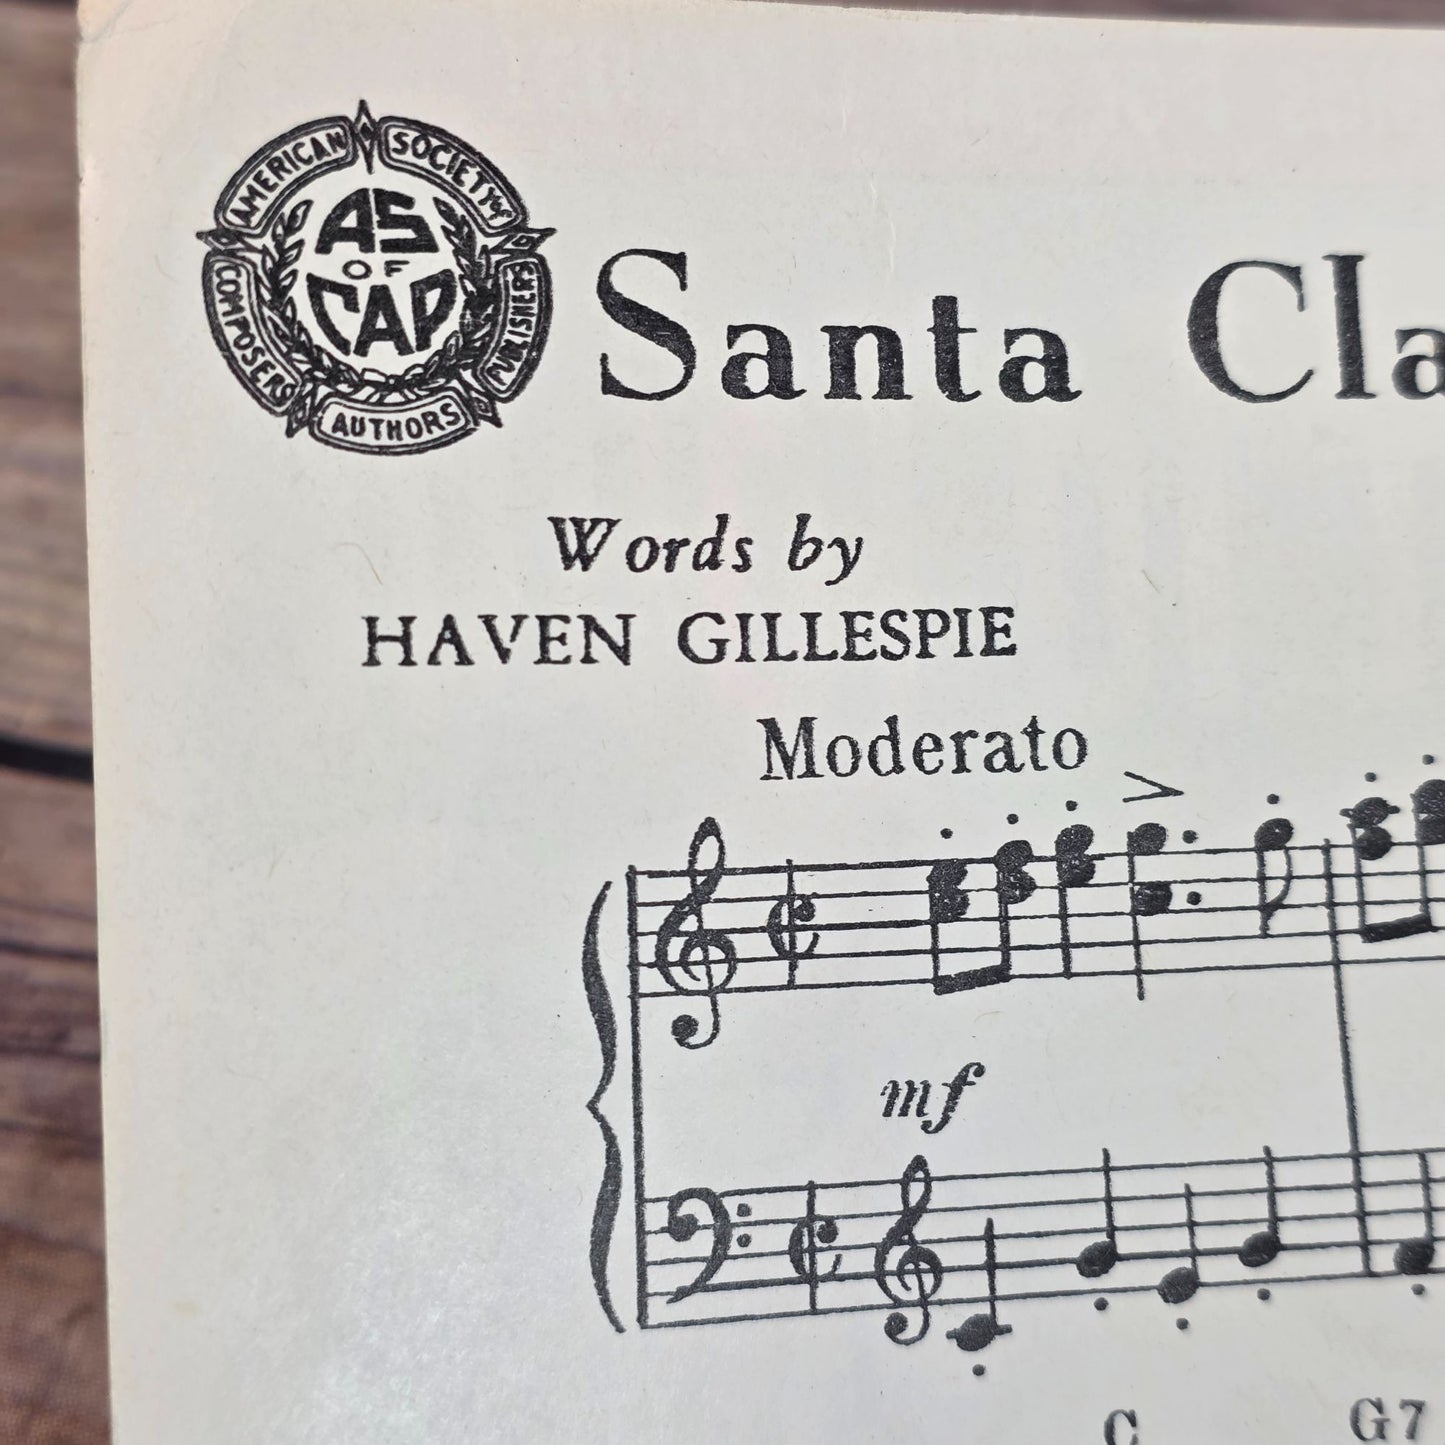 AMERICAN SOCIETY of
COMPOSERS AUTHORS PUBLISHERS
AS
OF
CAP
Santa Cla
Words by
HAVEN GILLESPIE
Moderato
mf
C G7